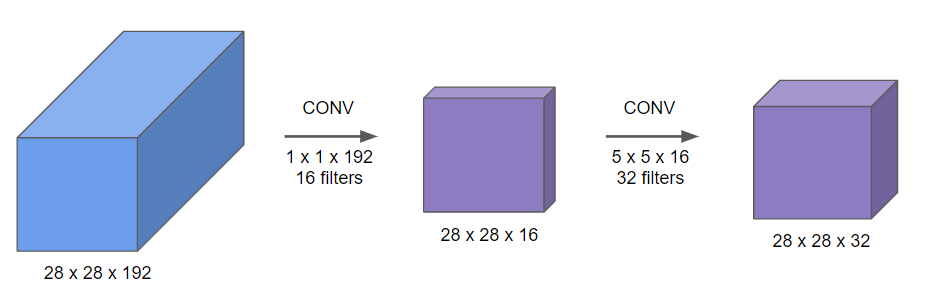 CONV
1 x 1 x 192
16 filters
28 x 28 x 192
28 x 28 x 16
CONV
5 x 5 x 16
32 filters
28 x 28 x 32